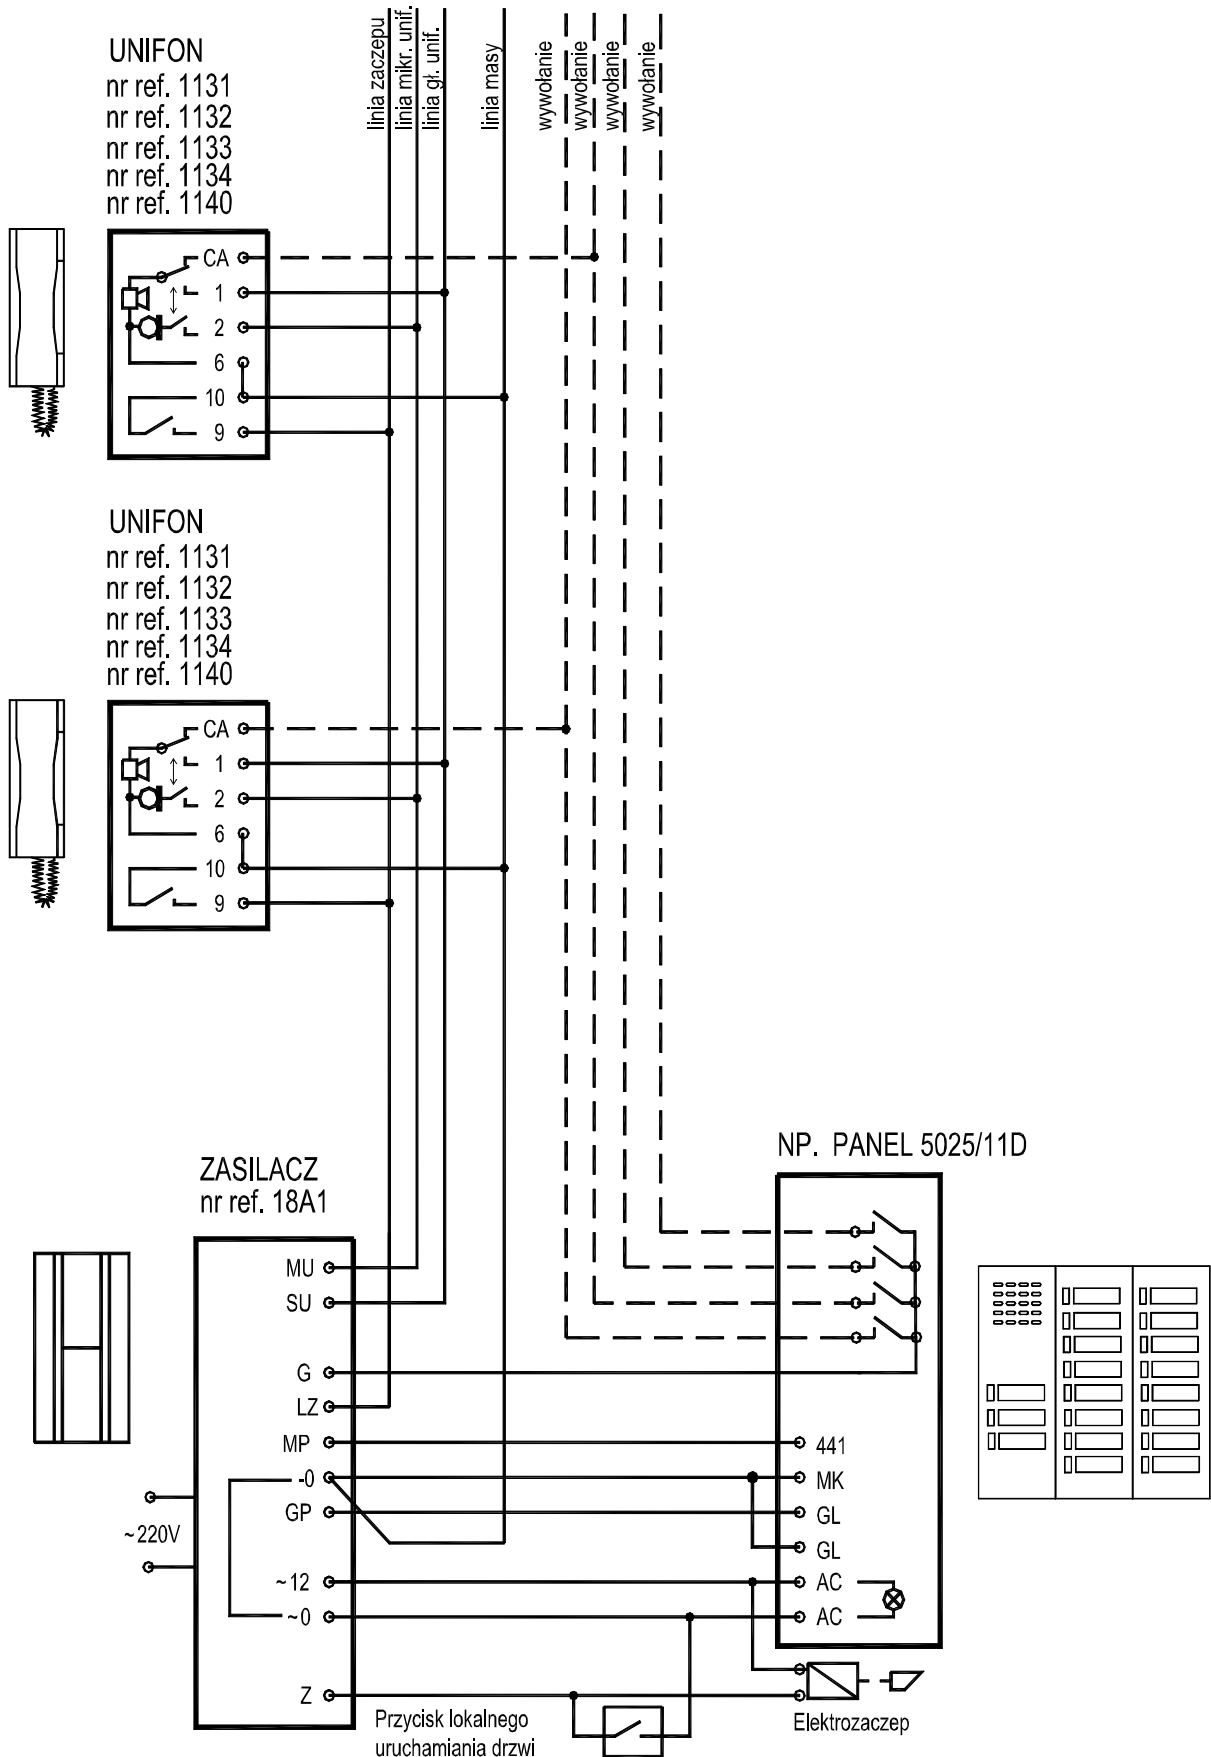 linia zaczepu
linia mikr. unif.
linia gł. unif.
linia masy
wywołanie
wywołanie
wywołanie
wywołanie
UNIFON
nr ref. 1131
nr ref. 1132
nr ref. 1133
nr ref. 1134
nr ref. 1140
CA
1
2
6
10
9
UNIFON
nr ref. 1131
nr ref. 1132
nr ref. 1133
nr ref. 1134
nr ref. 1140
CA
1
2
6
10
9
ZASILACZ
nr ref. 18A1
MU
SU
G
LZ
MP
-0
GP
~12
~0
Z
~220V
NP. PANEL 5025/11D
441
MK
GL
GL
AC
AC
Elektrozaczep
Przycisk lokalnego
uruchamiania drzwi